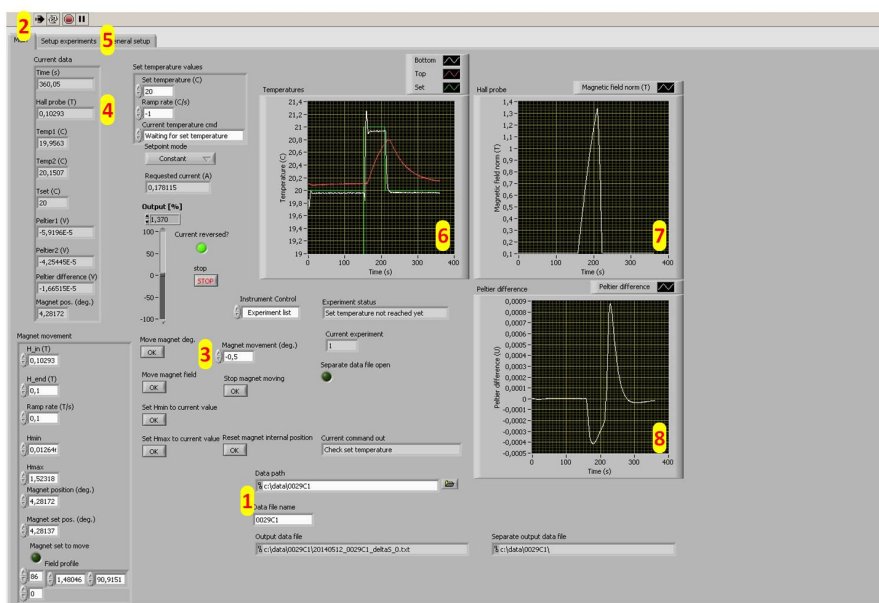 2
5
Main
Setup experiments
General setup
Current data
Time (s)
360,05
Hall probe (T)
0,10293
4
Temp1 (C)
19,9563
Temp2 (C)
20,1507
Tset (C)
20
Peltier1 (V)
-5,9196E-5
Peltier2 (V)
-4,25445E-5
Peltier difference (V)
-1,66515E-5
Magnet pos. (deg.)
4,28172
Set temperature values
Set temperature (C)
20
Ramp rate (C/s)
-1
Current temperature cmd
Waiting for set temperature
Setpoint mode
Constant
Requested current (A)
0,178115
Output [%]
1,370
100
50
0
-50
-100
Current reversed?
stop
STOP
Temperatures
Bottom
Top
Set
Temperature (C)
21,4
21,2
21
20,8
20,6
20,4
20,2
20
19,8
19,6
19,4
19,2
19
0 100 200 300 400
Time (s)
6
Hall probe
Magnetic field norm (T)
Magnetic field norm (T)
1,4
1,3
1,2
1,1
1
0,9
0,8
0,7
0,6
0,5
0,4
0,3
0,2
0,1
0 100 200 300 400
Time (s)
7
Peltier difference
Peltier difference
Peltier difference (U)
0,0009
0,0008
0,0007
0,0006
0,0005
0,0004
0,0003
0,0002
0,0001
0
-0,0001
-0,0002
-0,0003
-0,0004
-0,0005
0 100 200 300 400
Time (s)
8
Instrument Control
Experiment list
Experiment status
Set temperature not reached yet
Current experiment
1
Separate data file open
Magnet movement
H_in (T)
0,10293
H_end (T)
0,1
Ramp rate (T/s)
0,1
Hmin
0,01264
Hmax
1,52318
Magnet position (deg.)
4,28172
Magnet set pos. (deg.)
4,28137
Magnet set to move
Field profile
86 1,48046 90,9151
0
Move magnet deg.
OK
3
Magnet movement (deg.)
-0,5
Move magnet field
OK
Stop magnet moving
OK
Set Hmin to current value
OK
Set Hmax to current value
OK
Reset magnet internal position
OK
Current command out
Check set temperature
Data path
c:\data\0029C1
1
Data file name
0029C1
Output data file
c:\data\0029C1\20140512_0029C1_deltaS_0.txt
Separate output data file
c:\data\0029C1\